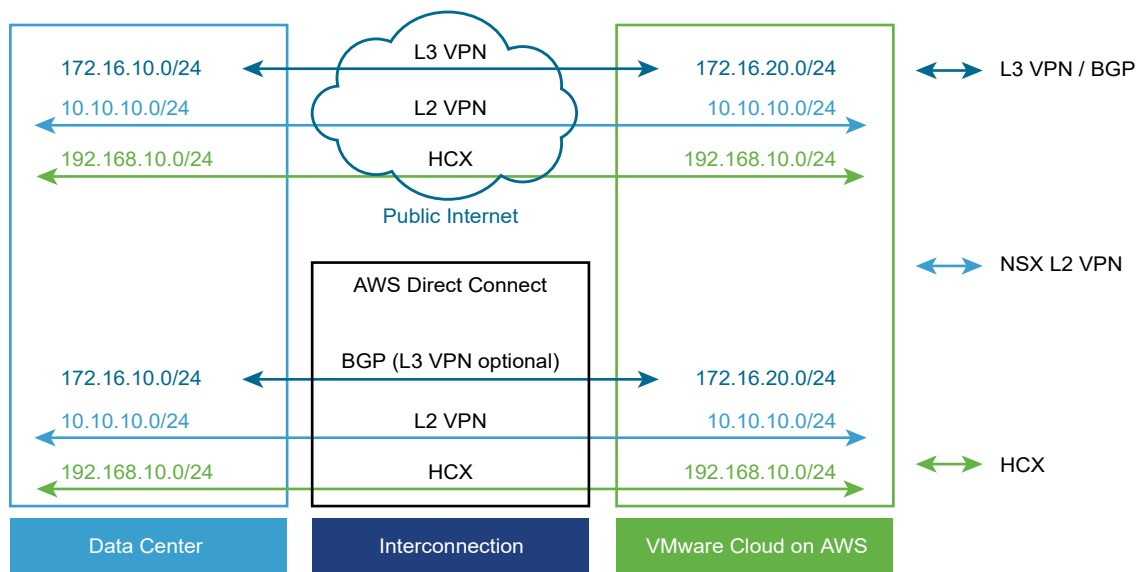 L3 VPN
172.16.10.0/24
172.16.20.0/24
L3 VPN / BGP
10.10.10.0/24
L2 VPN
10.10.10.0/24
192.168.10.0/24
HCX
192.168.10.0/24
Public Internet
NSX L2 VPN
AWS Direct Connect
BGP (L3 VPN optional)
172.16.10.0/24
172.16.20.0/24
10.10.10.0/24
L2 VPN
10.10.10.0/24
192.168.10.0/24
HCX
192.168.10.0/24
HCX
Data Center
Interconnection
VMware Cloud on AWS